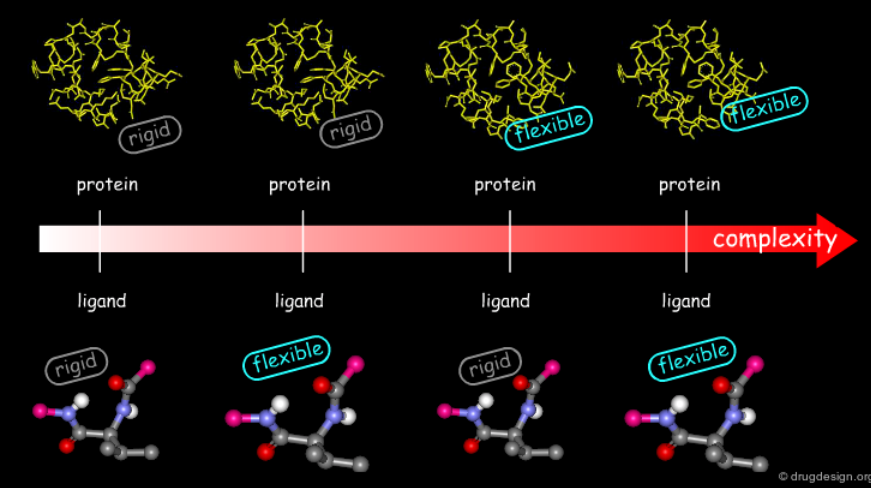 rigid
rigid
flexible
flexible
protein
protein
protein
protein
complexity
ligand
ligand
ligand
ligand
rigid
flexible
rigid
flexible
© drugdesign.org